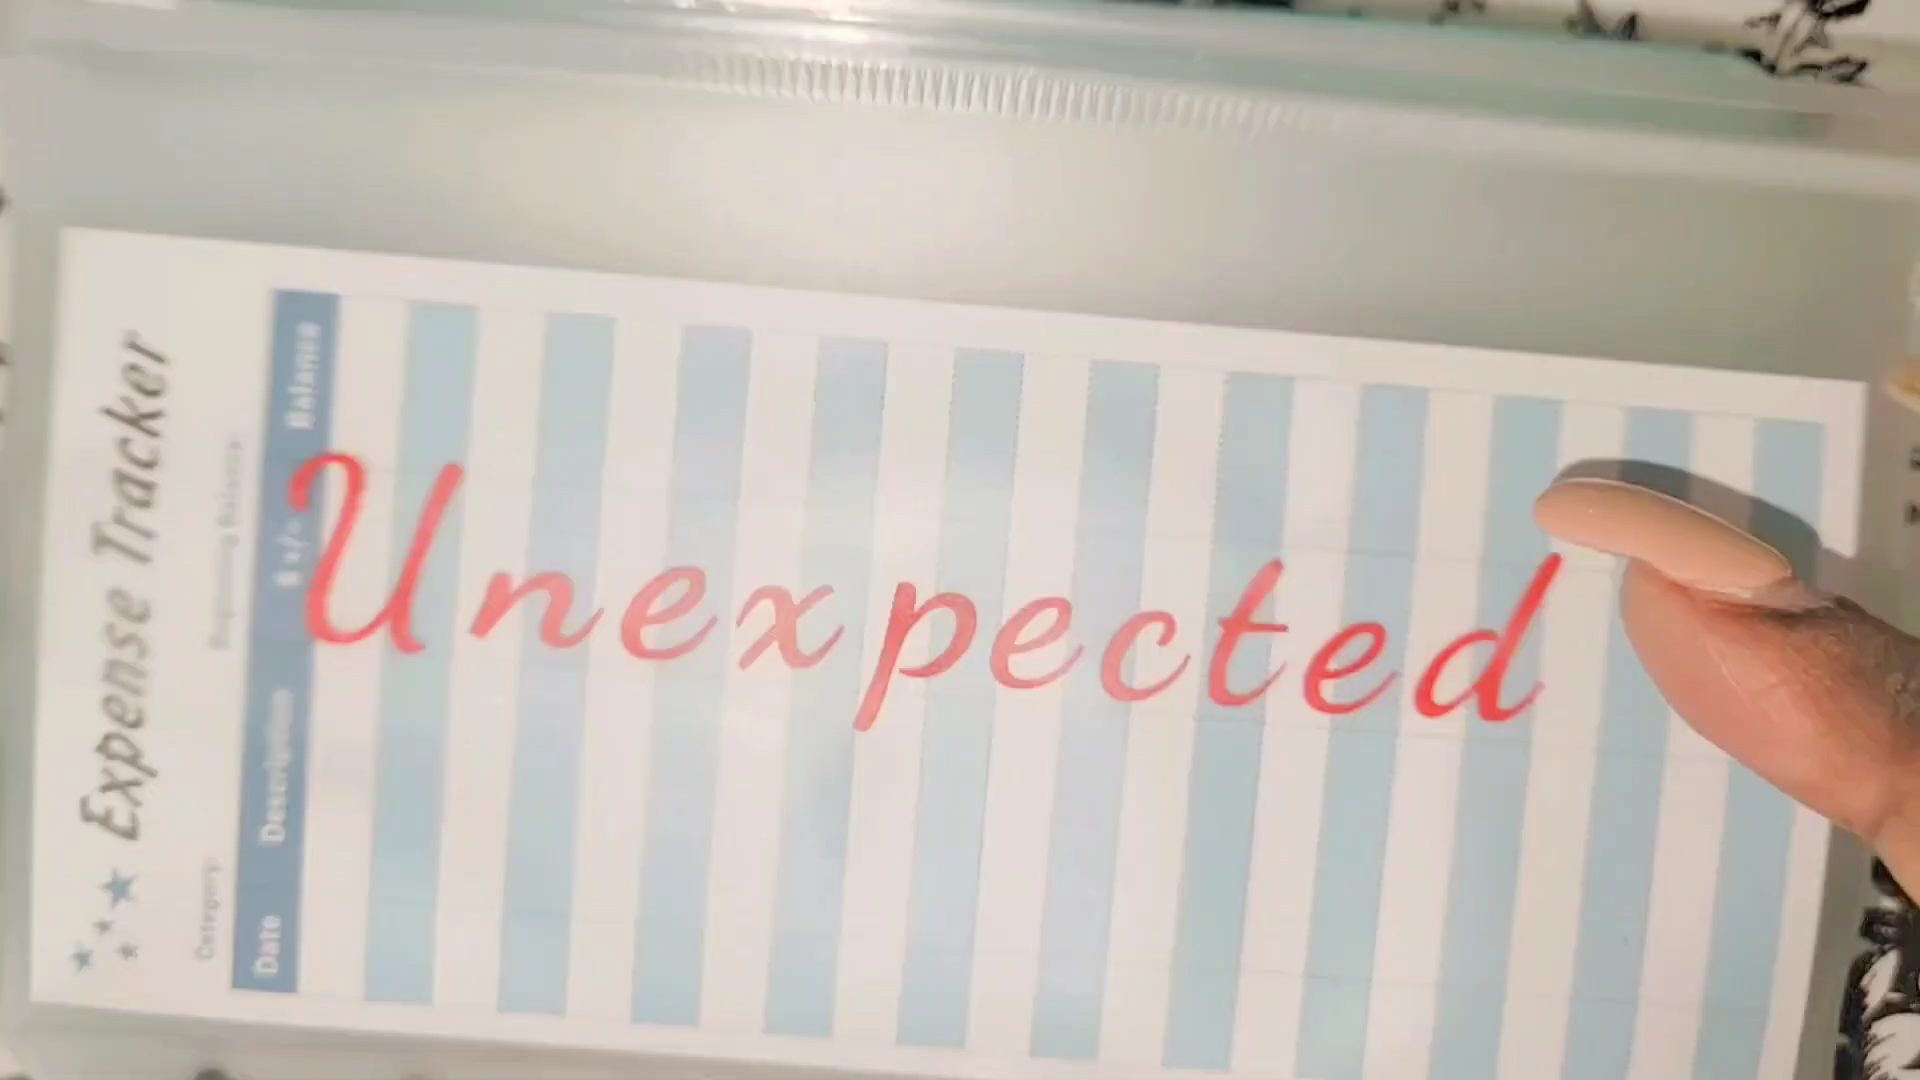 Unexpected
Expense Tracker
Category: Beginning Balance
Date Description $ +/- Balance